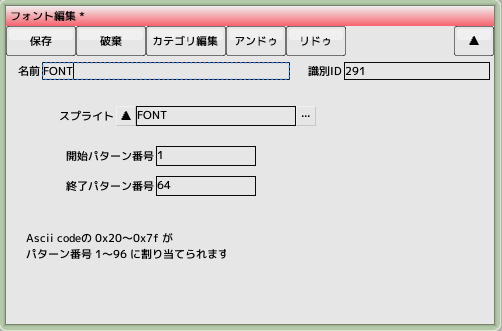 フォント編集 *
保存 破棄 カテゴリ編集 アンドゥ リドゥ ▲
名前 FONT 識別ID 291
スプライト ▲ FONT ...
開始パターン番号 1
終了パターン番号 64
Ascii codeの 0x20～0x7f が
パターン番号 1～96 に割り当てられます